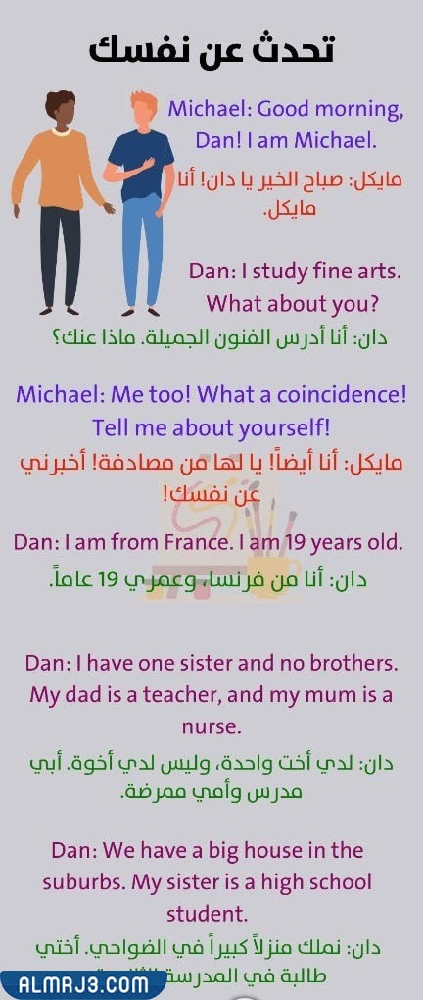 تحدث عن نفسك
Michael: Good morning,
Dan! I am Michael.
مايكل: صباح الخير يا دان! أنا
مايكل.
Dan: I study fine arts.
What about you?
دان: أنا أدرس الفنون الجميلة. ماذا عنك؟
Michael: Me too! What a coincidence!
Tell me about yourself!
مايكل: أنا أيضاً! يا لها من مصادفة! أخبرني
عن نفسك!
Dan: I am from France. I am 19 years old.
دان: أنا من فرنسا، وعمري 19 عاماً.
Dan: I have one sister and no brothers.
My dad is a teacher, and my mum is a
nurse.
دان: لدي أخت واحدة، وليس لدي أخوة. أبي
مدرس وأمي ممرضة.
Dan: We have a big house in the
suburbs. My sister is a high school
student.
دان: نملك منزلاً كبيراً في الضواحي. أختي
طالبة في المدرسة
ALMRJ3.COM